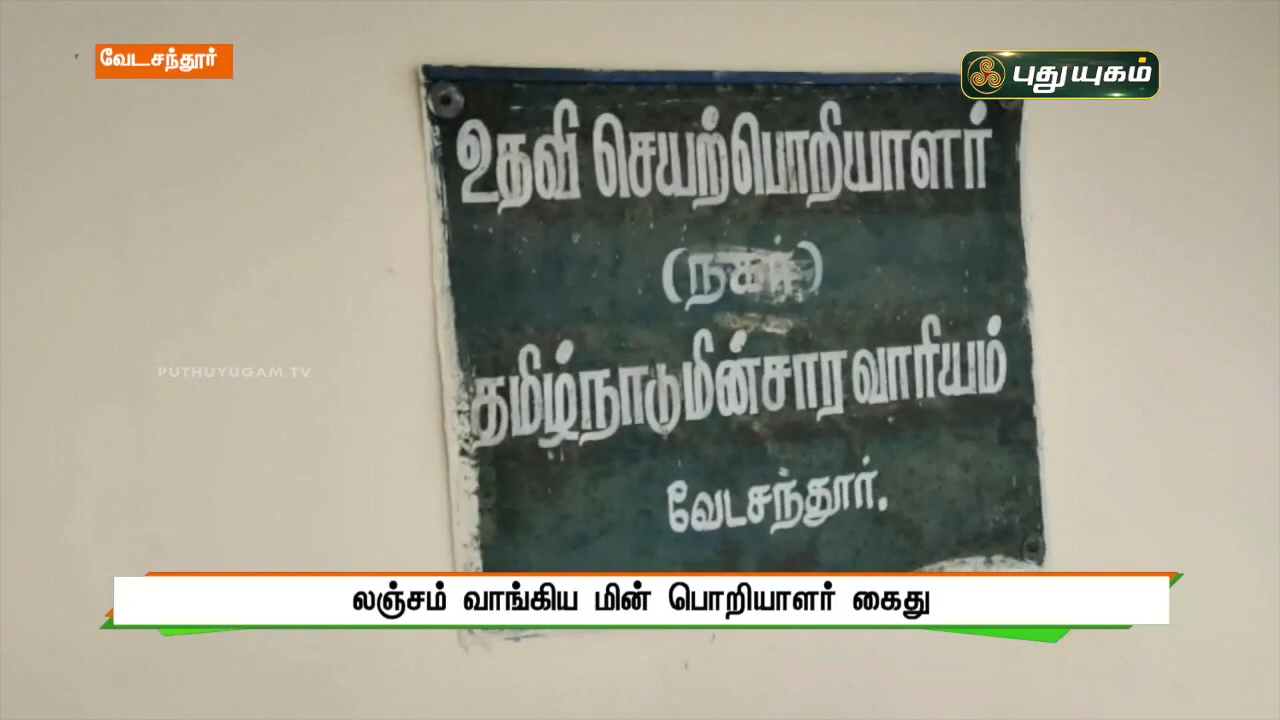 வேடசந்தூர்
புதுயுகம்
உதவி செயற்பொறியாளர்
(நகர்)
தமிழ்நாடுமின்சார வாரியம்
PUTHUYUGAM TV
வேடசந்தூர்.
லஞ்சம் வாங்கிய மின் பொறியாளர் கைது